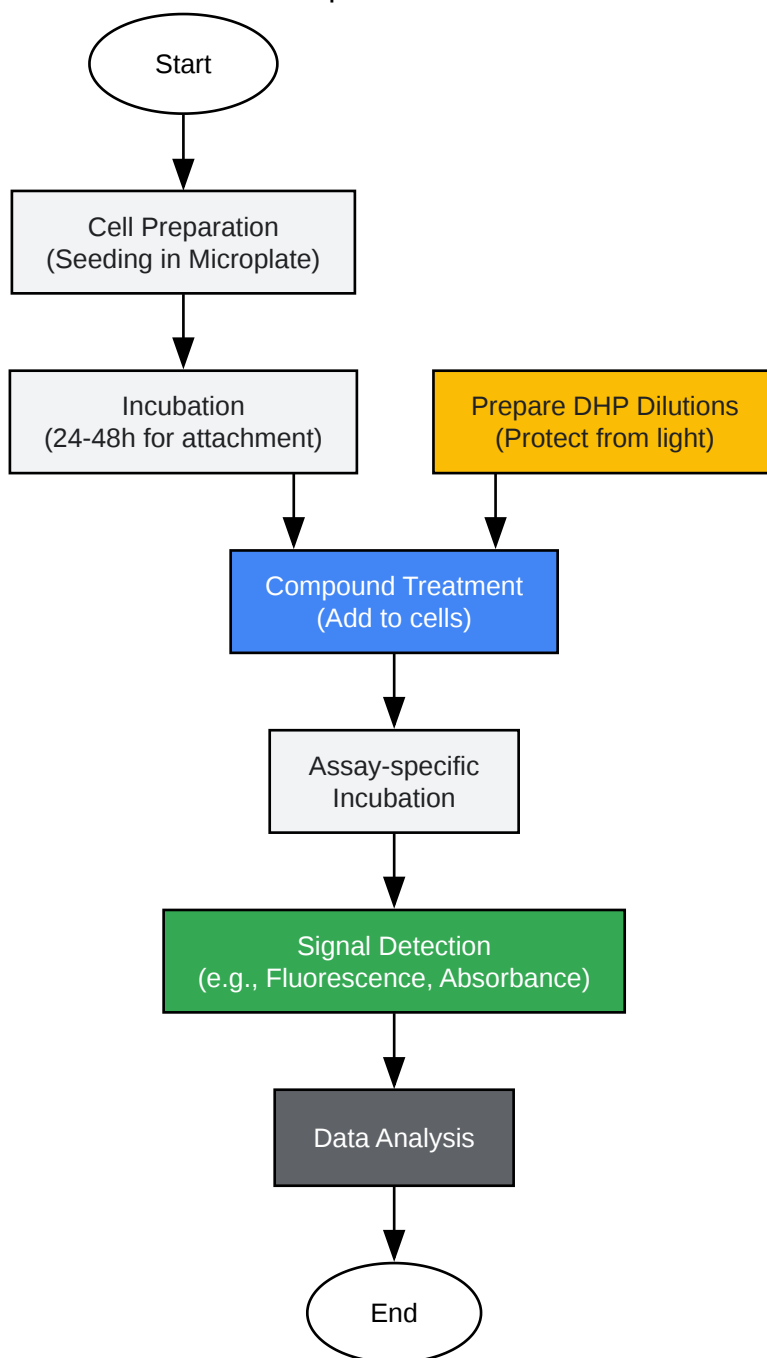 Start
Cell Preparation
(Seeding in Microplate)
Incubation
(24-48h for attachment)
Prepare DHP Dilutions
(Protect from light)
Compound Treatment
(Add to cells)
Assay-specific
Incubation
Signal Detection
(e.g., Fluorescence, Absorbance)
Data Analysis
End